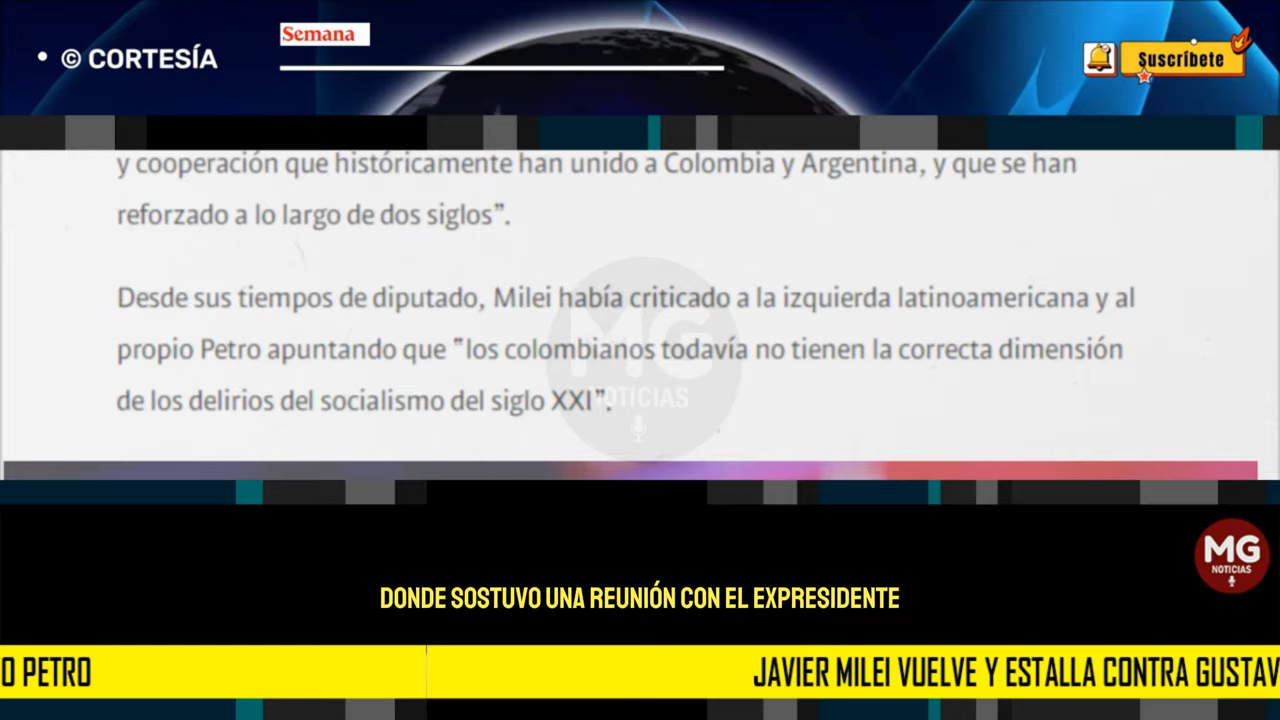 © CORTESÍA
Semana
Suscríbete
y cooperación que históricamente han unido a Colombia y Argentina, y que se han
reforzado a lo largo de dos siglos”.
Desde sus tiempos de diputado, Milei había criticado a la izquierda latinoamericana y al
propio Petro apuntando que “los colombianos todavía no tienen la correcta dimensión
de los delirios del socialismo del siglo XXI”.
MG
NOTICIAS
MG
NOTICIAS
DONDE SOSTUVO UNA REUNIÓN CON EL EXPRESIDENTE
O PETRO
JAVIER MILEI VUELVE Y ESTALLA CONTRA GUSTAV